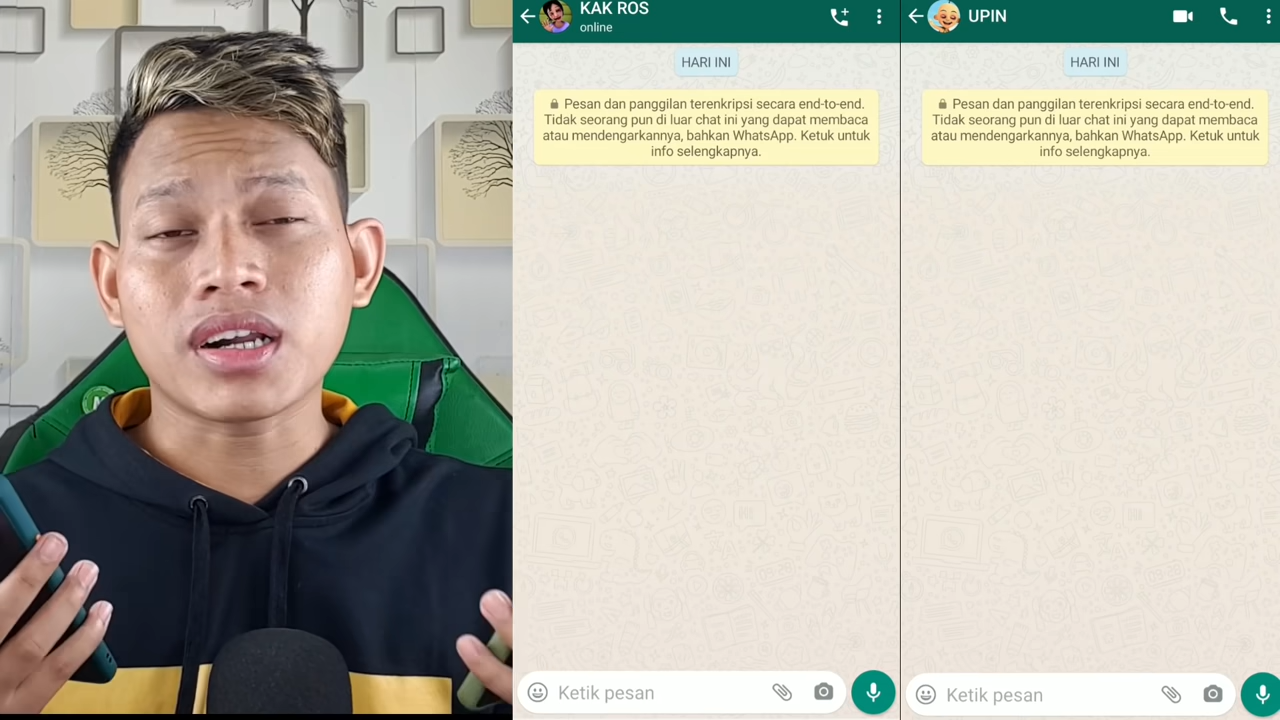 KAK ROS
online
HARI INI
Pesan dan panggilan terenkripsi secara end-to-end.
Tidak seorang pun di luar chat ini yang dapat membaca
atau mendengarkannya, bahkan WhatsApp. Ketuk untuk
info selengkapnya.
Ketik pesan
UPIN
HARI INI
Pesan dan panggilan terenkripsi secara end-to-end.
Tidak seorang pun di luar chat ini yang dapat membaca
atau mendengarkannya, bahkan WhatsApp. Ketuk untuk
info selengkapnya.
Ketik pesan